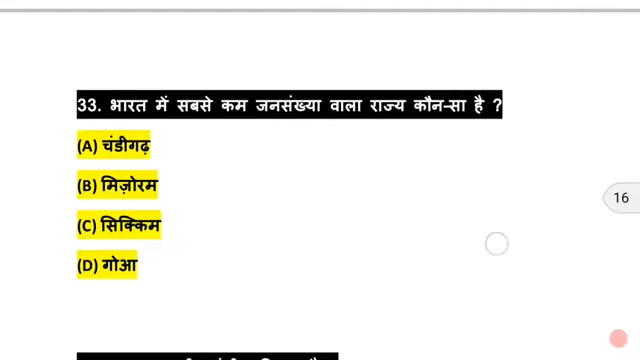 33. भारत में सबसे कम जनसंख्या वाला राज्य कौन-सा है ?
(A) चंडीगढ़
(B) मिज़ोरम
(C) सिक्किम
(D) गोआ
16